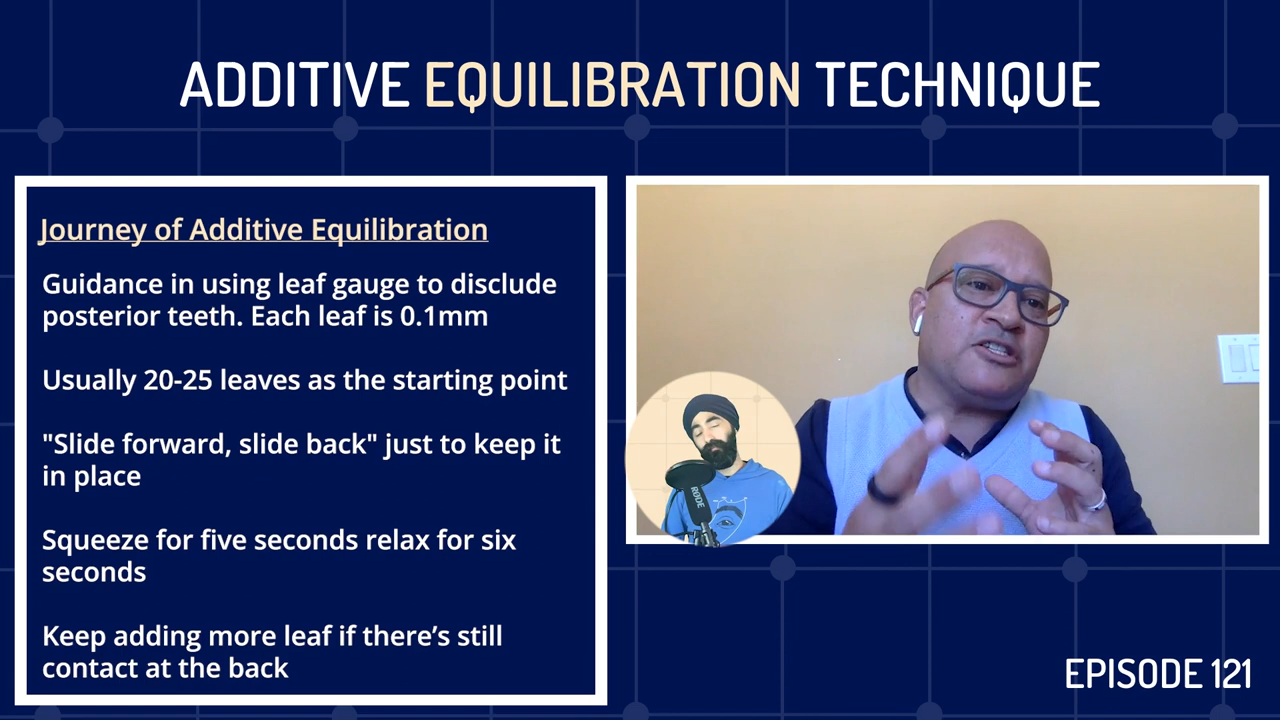 ADDITIVE EQUILIBRATION TECHNIQUE
Journey of Additive Equilibration
Guidance in using leaf gauge to disclude
posterior teeth. Each leaf is 0.1mm
Usually 20-25 leaves as the starting point
"Slide forward, slide back" just to keep it
in place
Squeeze for five seconds relax for six
seconds
Keep adding more leaf if there’s still
contact at the back
RØDE
EPISODE 121